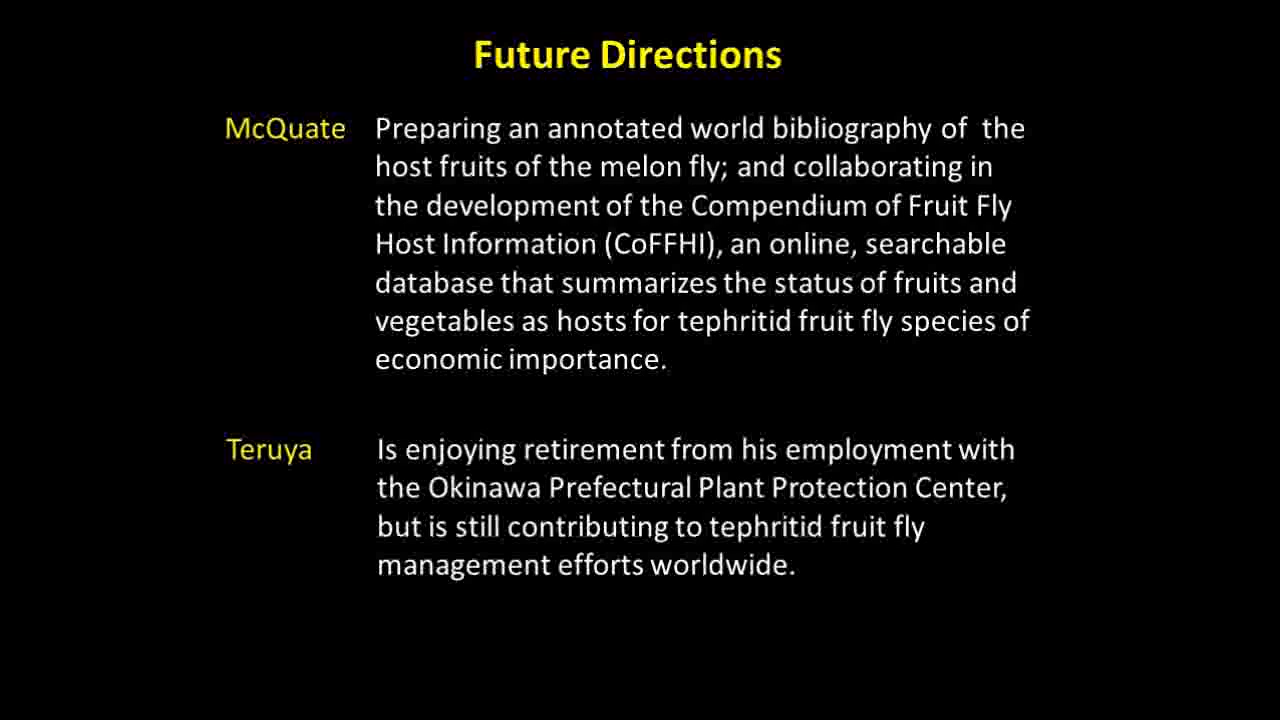 Future Directions
McQuate Preparing an annotated world bibliography of the
host fruits of the melon fly; and collaborating in
the development of the Compendium of Fruit Fly
Host Information (CoFFHI), an online, searchable
database that summarizes the status of fruits and
vegetables as hosts for tephritid fruit fly species of
economic importance.
Teruya Is enjoying retirement from his employment with
the Okinawa Prefectural Plant Protection Center,
but is still contributing to tephritid fruit fly
management efforts worldwide.